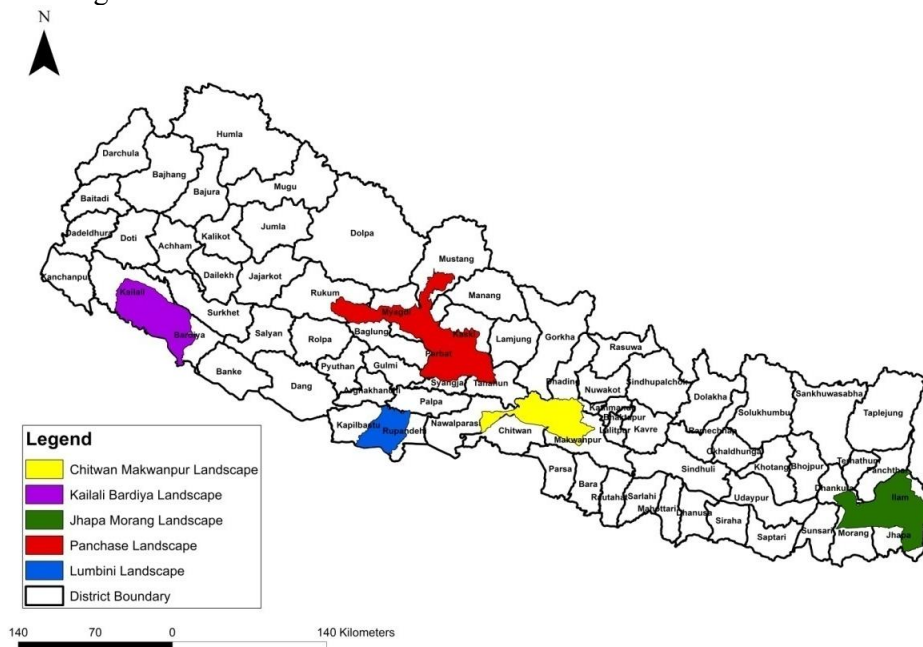 N
Humla
Darchula
Bajhang
Bajura
Mugu
Baitadi
Dadeldhura
Doti
Achham
Kalikot
Jumla
Dolpa
Mustang
Kanchanpur
Dailekh
Jajarkot
Kailali
Rukum
Manang
Surkhet
Myagdi
Bardiya
Salyan
Rolpa
Baglung
Kaski
Lamjung
Gorkha
Parbat
Rasuwa
Banke
Pyuthan
Gulmi
Syangja
Tanahun
Dhading
Nuwakot
Sindhupalchok
Dang
Arghakhanchi
Palpa
Dolakha
Sankhuwasabha
Solukhumbu
Taplejung
Kapilbastu
Rupandehi
Nawalparasi
Chitwan
Makwanpur
Kathmandu
Bhaktapur
Lalitpur
Kavre
Ramechhap
Okhaldhunga
Khotang
Bhojpur
Panchthar
Dhankuta
Ilam
Parsa
Bara
Rautahat
Sarlahi
Mahottari
Dhanusa
Sindhuli
Udaypur
Siraha
Saptari
Sunsari
Morang
Jhapa
Legend
Chitwan Makwanpur Landscape
Kailali Bardiya Landscape
Jhapa Morang Landscape
Panchase Landscape
Lumbini Landscape
District Boundary
140 70 0 140 Kilometers